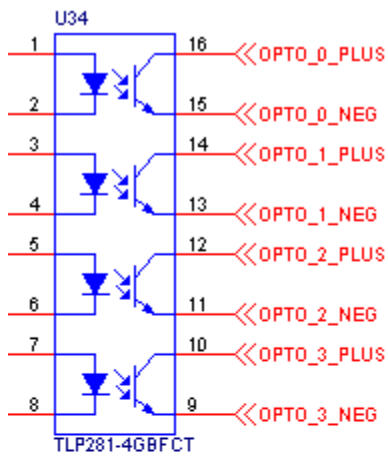 U34
1 16 OPTO_0_PLUS
2 15 OPTO_0_NEG
3 14 OPTO_1_PLUS
4 13 OPTO_1_NEG
5 12 OPTO_2_PLUS
6 11 OPTO_2_NEG
7 10 OPTO_3_PLUS
8 9 OPTO_3_NEG
TLP281-4GBFCT